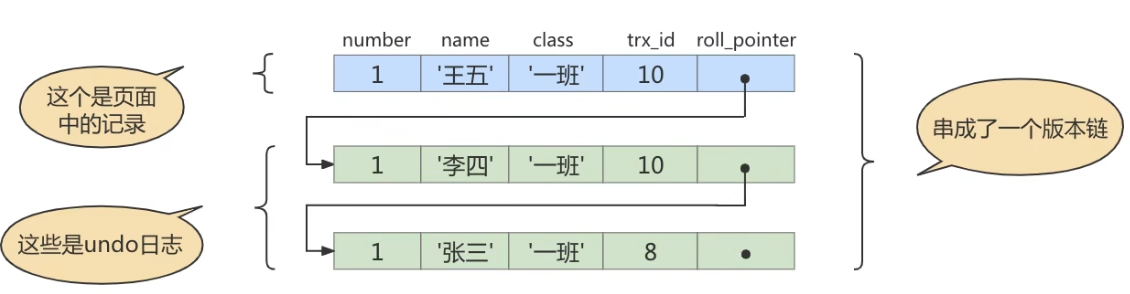 number name class trx_id roll_pointer
1 '王五' '一班' 10
这个是页面
中的记录
串成了一个版本链
1 '李四' '一班' 10
这些是undo日志
1 '张三' '一班' 8